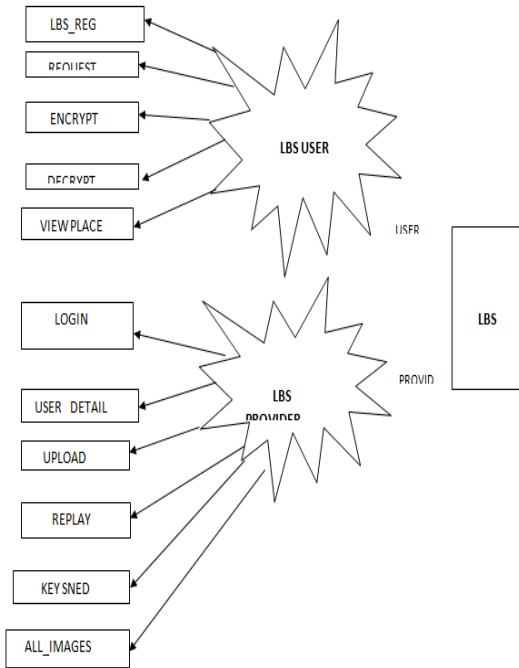 LBS_REG
REQUEST
ENCRYPT
DECRYPT
VIEW PLACE
LBS USER
USER
LBS
LOGIN
USER DETAIL
UPLOAD
REPLAY
KEY SNED
ALL_IMAGES
LBS
PROVIDER
PROVID